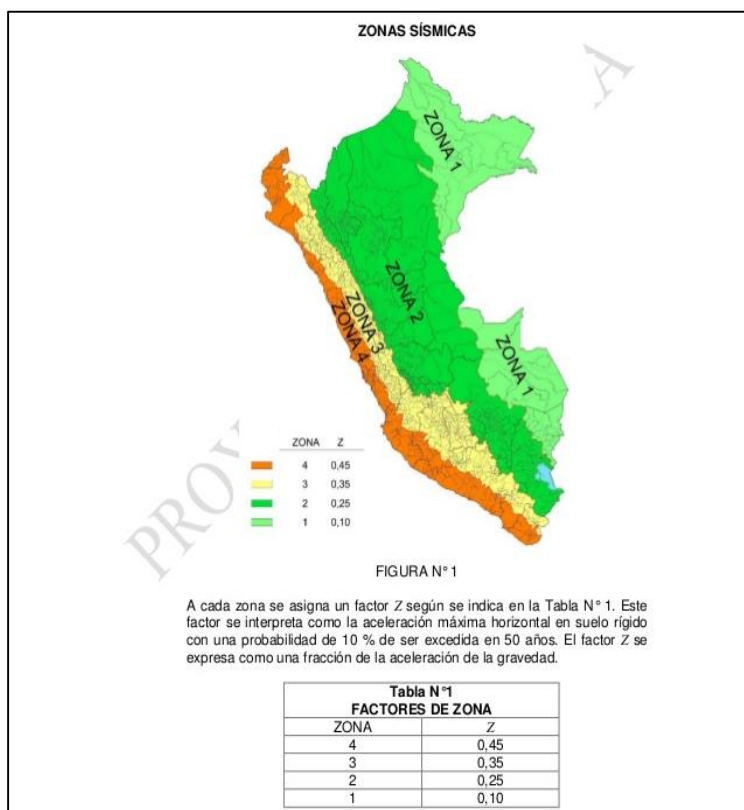 ZONAS SÍSMICAS
ZONA 1
ZONA 2
ZONA 3
ZONA 4
ZONA 1
ZONA Z
4 0,45
3 0,35
2 0,25
1 0,10
FIGURA N° 1
A cada zona se asigna un factor Z según se indica en la Tabla N° 1. Este
factor se interpreta como la aceleración máxima horizontal en suelo rígido
con una probabilidad de 10 % de ser excedida en 50 años. El factor Z se
expresa como una fracción de la aceleración de la gravedad.
Tabla N°1
FACTORES DE ZONA
ZONA Z
4 0,45
3 0,35
2 0,25
1 0,10